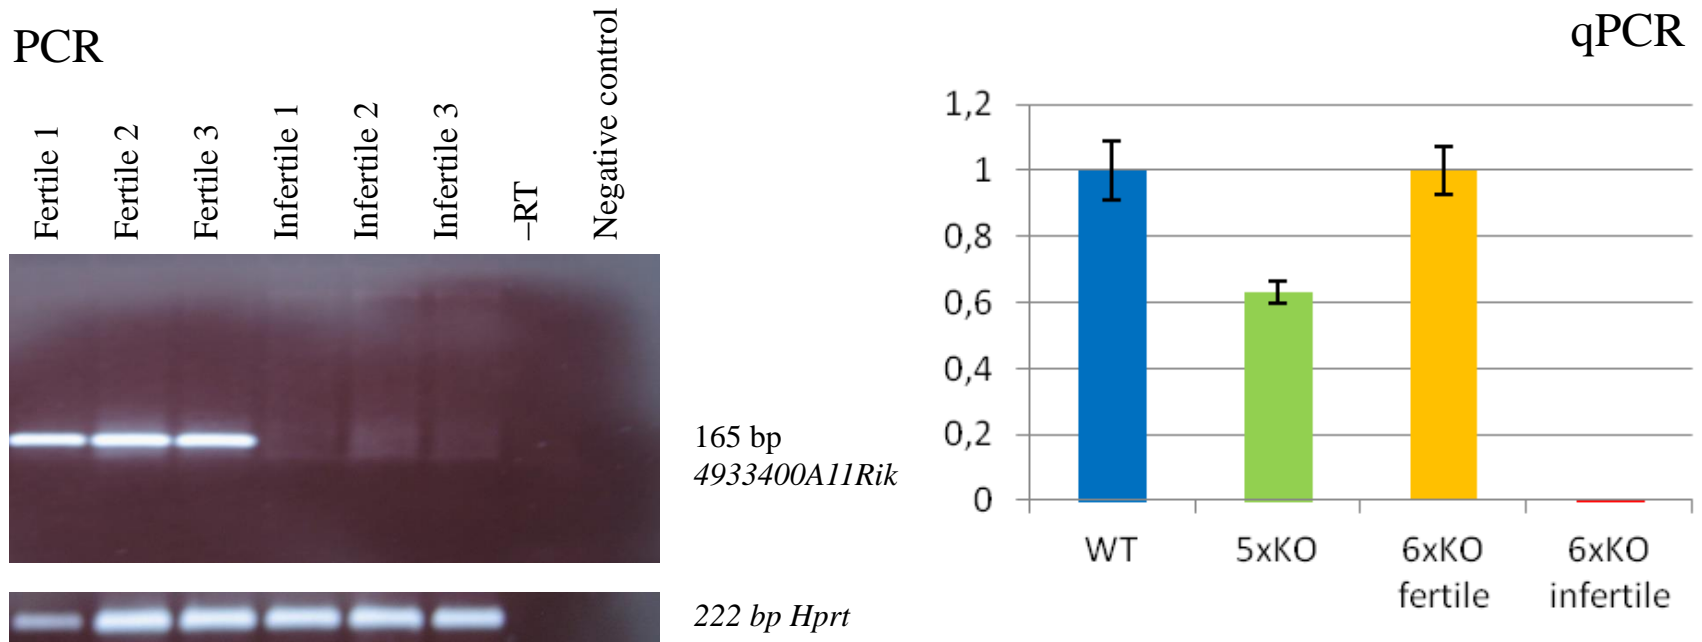 PCR
Fertile 1
Fertile 2
Fertile 3
Infertile 1
Infertile 2
Infertile 3
–RT
Negative control
165 bp
4933400A11Rik
222 bp Hprt
qPCR
1,2
1
0,8
0,6
0,4
0,2
0
WT
5xKO
6xKO
fertile
6xKO
infertile